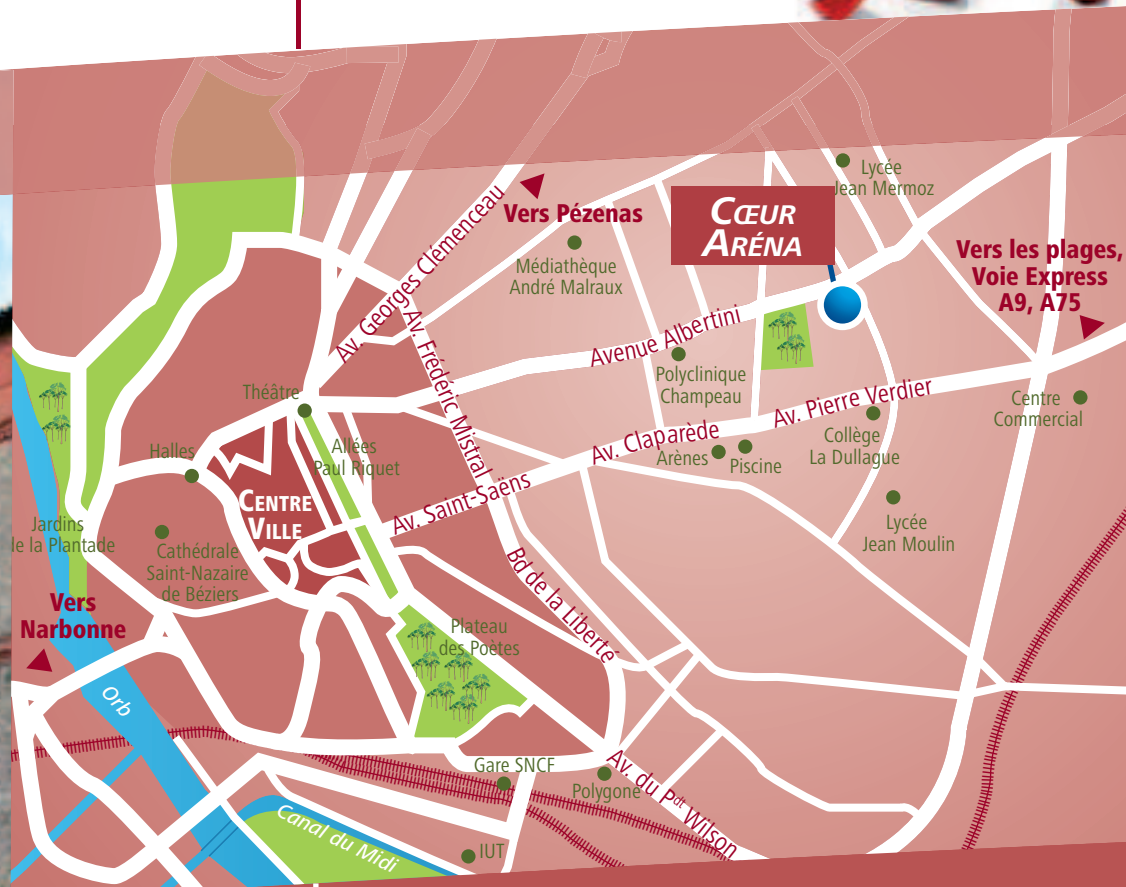 Lycée
Jean Mermoz
Vers Pézenas
CŒUR
ARÉNA
Av. Georges Clémenceau
Médiathèque
André Malraux
Vers les plages,
Voie Express
A9, A75
Av. Frédéric Mistral
Avenue Albertini
Polyclinique
Champeau
Théâtre
Av. Pierre Verdier
Centre
Commercial
Halles
Allées
Paul Riquet
Av. Claparède
Arènes
Piscine
Collège
La Dullague
CENTRE
VILLE
Av. Saint-Saëns
Jardins
de la Plantade
Cathédrale
Saint-Nazaire
de Béziers
Lycée
Jean Moulin
Bd de la Liberté
Vers
Narbonne
Plateau
des Poètes
Orb
Gare SNCF
Polygone
Av. du Pdt Wilson
Canal du Midi
IUT